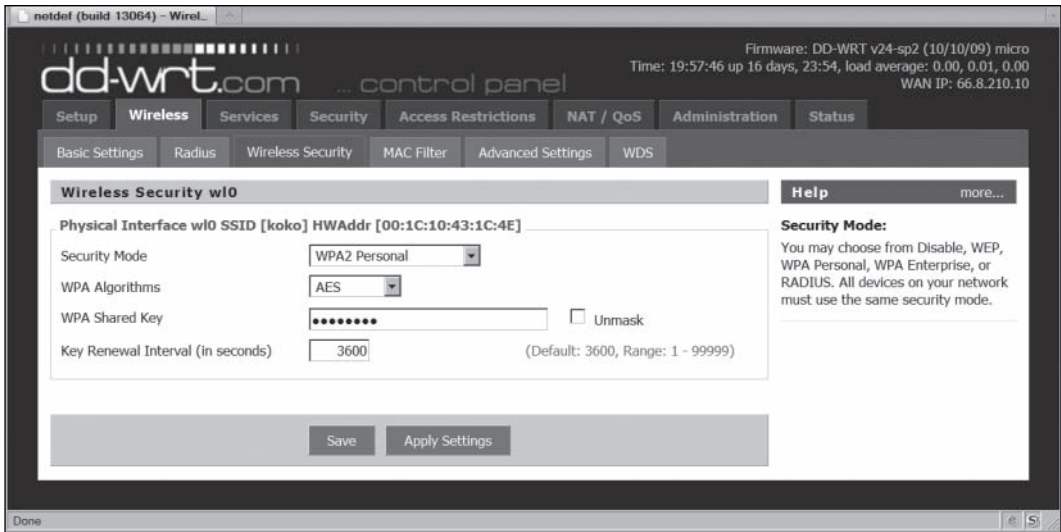 netdef (build 13064) – Wirel...
Firmware: DD-WRT v24-sp2 (10/10/09) micro
Time: 19:57:46 up 16 days, 23:54, load average: 0.00, 0.01, 0.00
WAN IP: 66.8.210.10
dd-wrt.com ... control panel
Setup Wireless Services Security Access Restrictions NAT / QoS Administration Status
Basic Settings Radius Wireless Security MAC Filter Advanced Settings WDS
Wireless Security wl0
Physical Interface wl0 SSID [koko] HWAddr [00:1C:10:43:1C:4E]
Security Mode WPA2 Personal
WPA Algorithms AES
WPA Shared Key •••••••• Unmask
Key Renewal Interval (in seconds) 3600 (Default: 3600, Range: 1 - 99999)
Save Apply Settings
Help more...
Security Mode:
You may choose from Disable, WEP,
WPA Personal, WPA Enterprise, or
RADIUS. All devices on your network
must use the same security mode.
Done